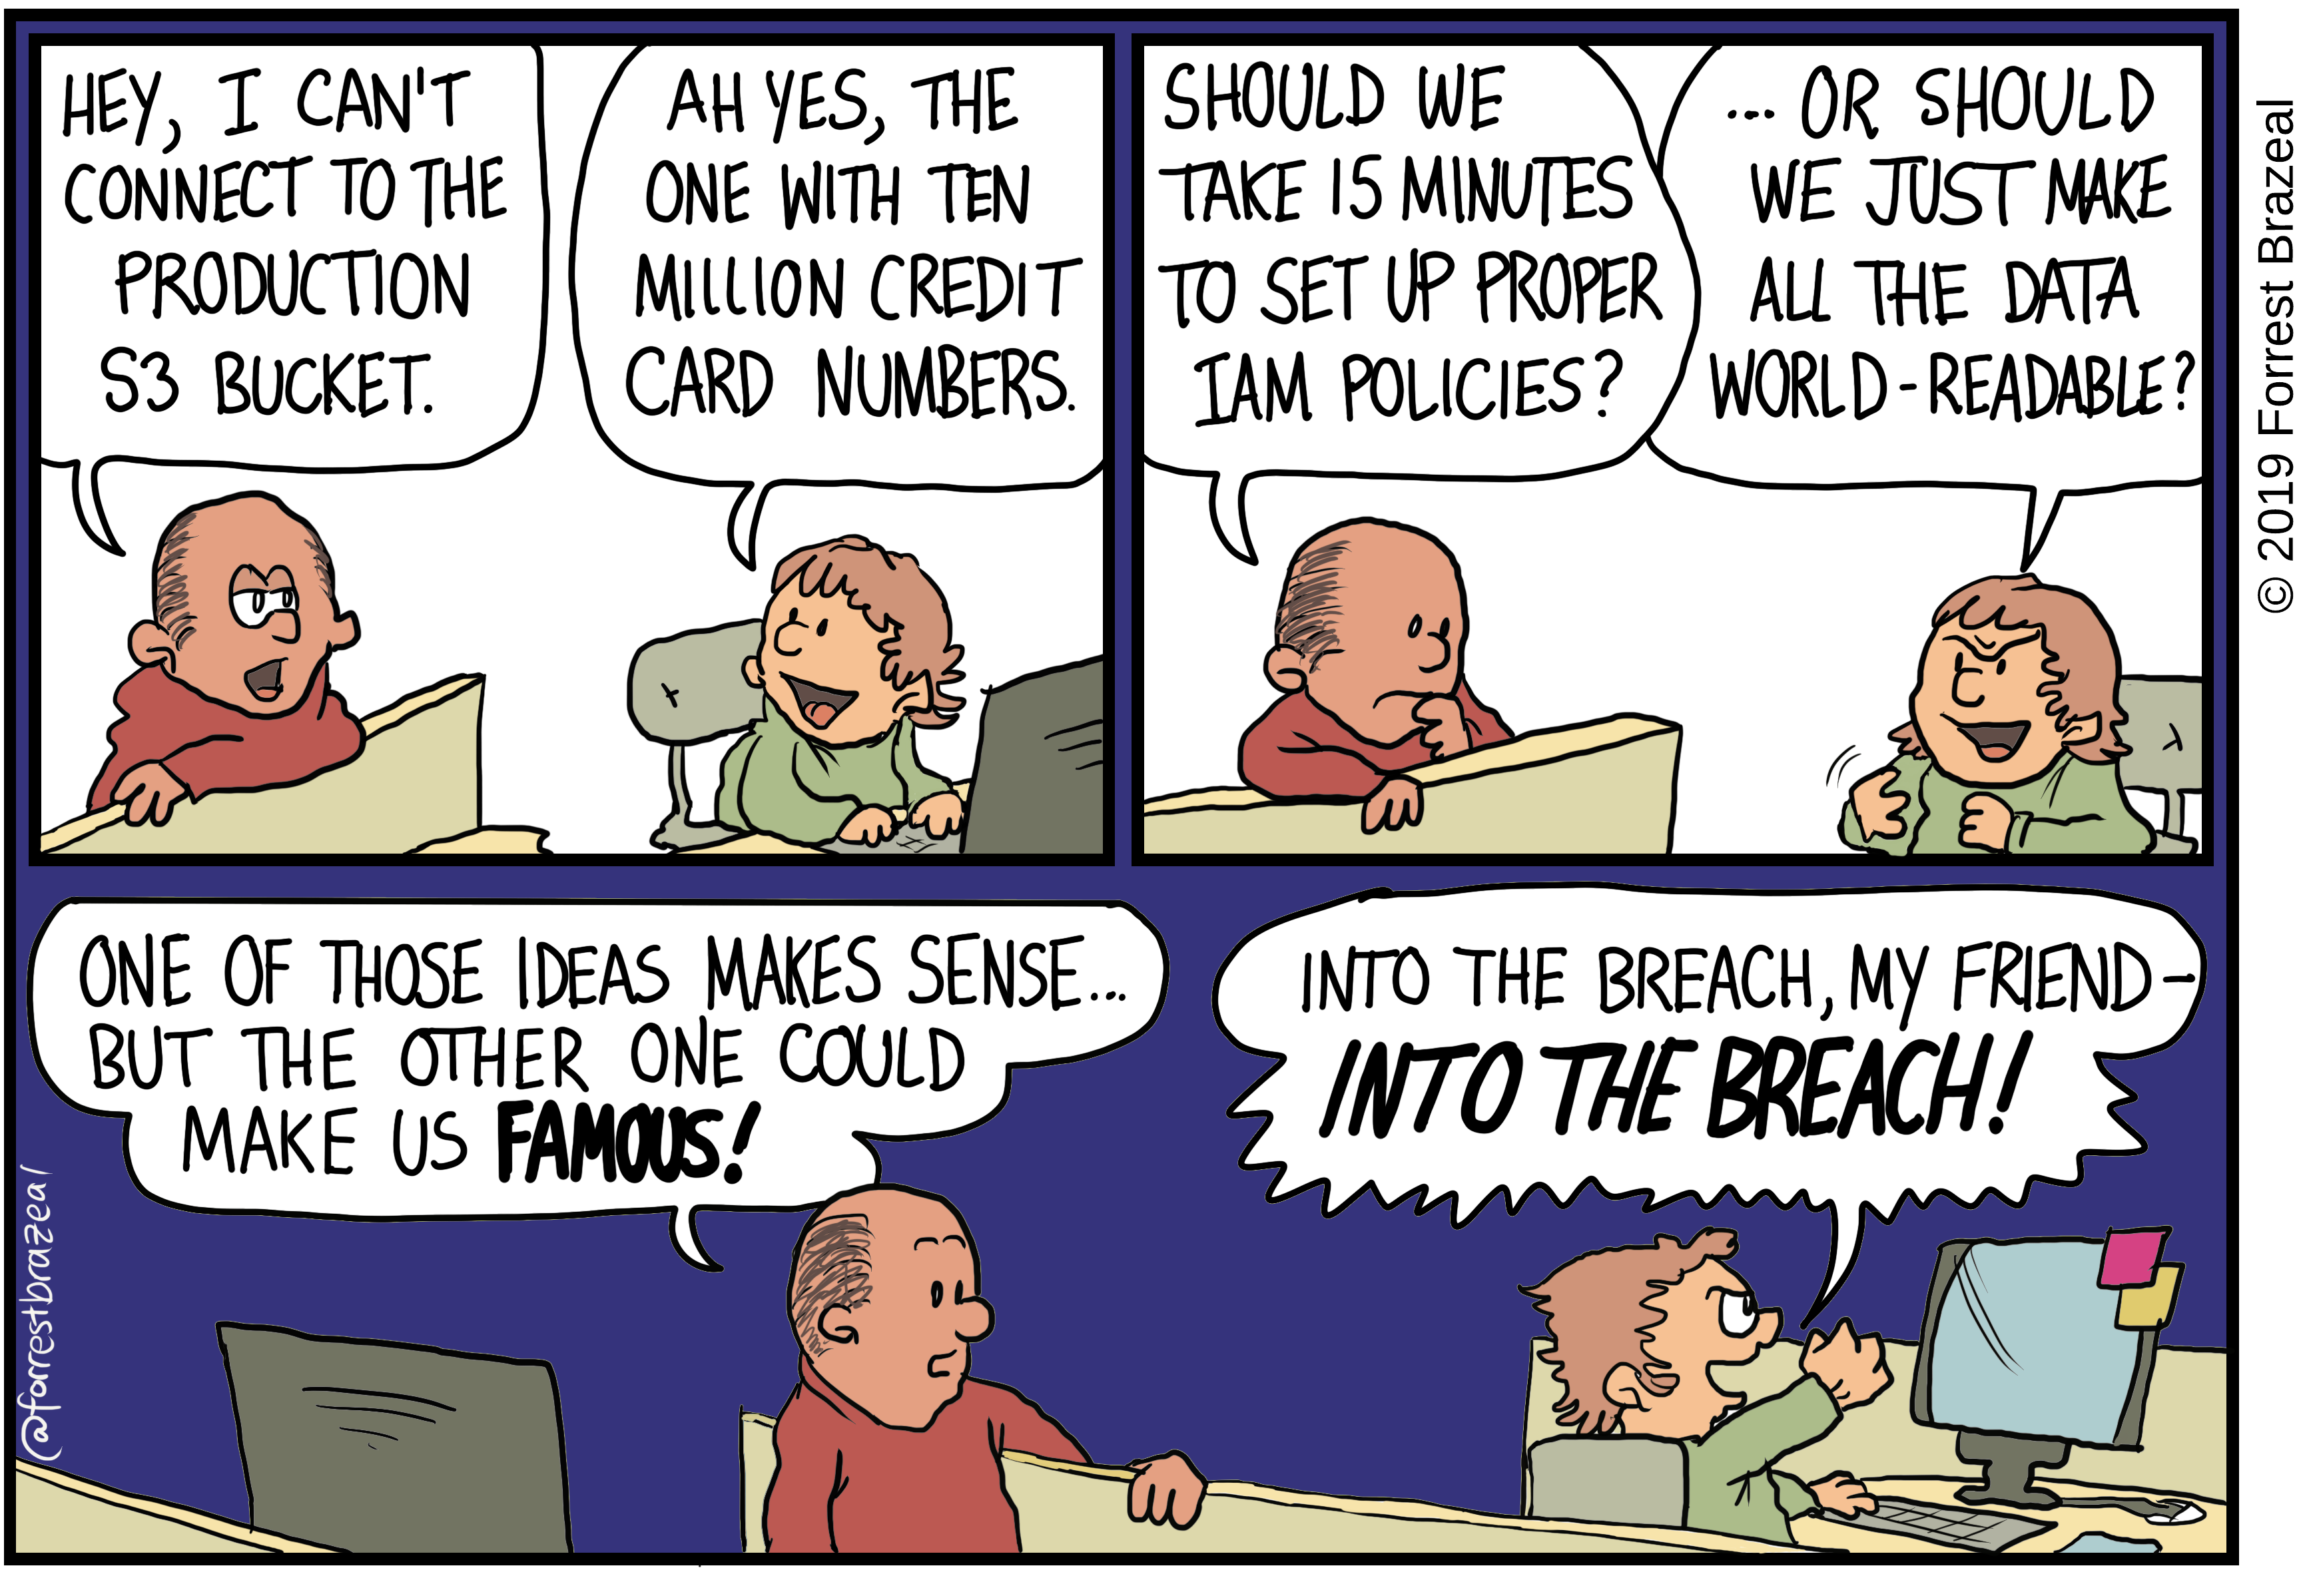 HEY, I CAN'T
CONNECT TO THE
PRODUCTION
S3 BUCKET.
AH YES, THE
ONE WITH TEN
MILLION CREDIT
CARD NUMBERS.
SHOULD WE
TAKE 15 MINUTES
TO SET UP PROPER
IAM POLICIES?
... OR SHOULD
WE JUST MAKE
ALL THE DATA
WORLD-READABLE?
ONE OF THOSE IDEAS MAKES SENSE...
BUT THE OTHER ONE COULD
MAKE US FAMOUS!
INTO THE BREACH, MY FRIEND-
INTO THE BREACH!
@forrestbrazeal
© 2019 Forrest Brazeal